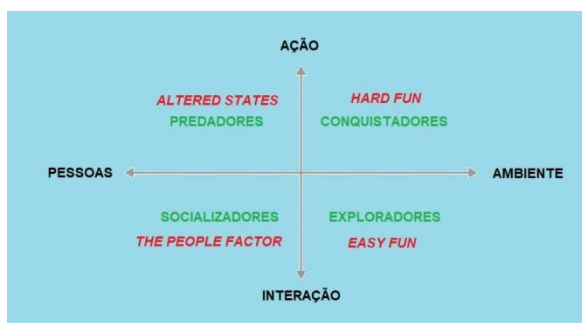 AÇÃO
ALTERED STATES HARD FUN
PREDADORES CONQUISTADORES
PESSOAS AMBIENTE
SOCIALIZADORES EXPLORADORES
THE PEOPLE FACTOR EASY FUN
INTERAÇÃO